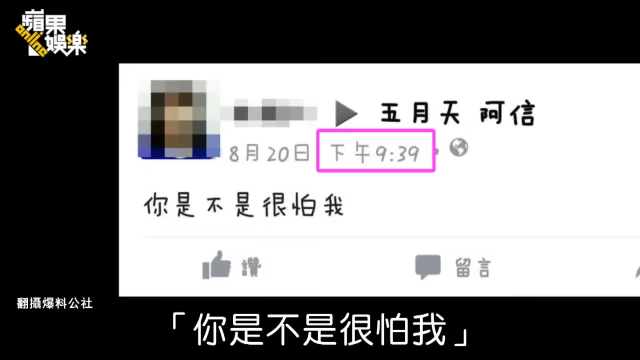 蘋果
online
娛樂
▶ 五月天 阿信
8月20日 下午9:39
你是不是很怕我
讚 留言
翻攝爆料公社
「你是不是很怕我」